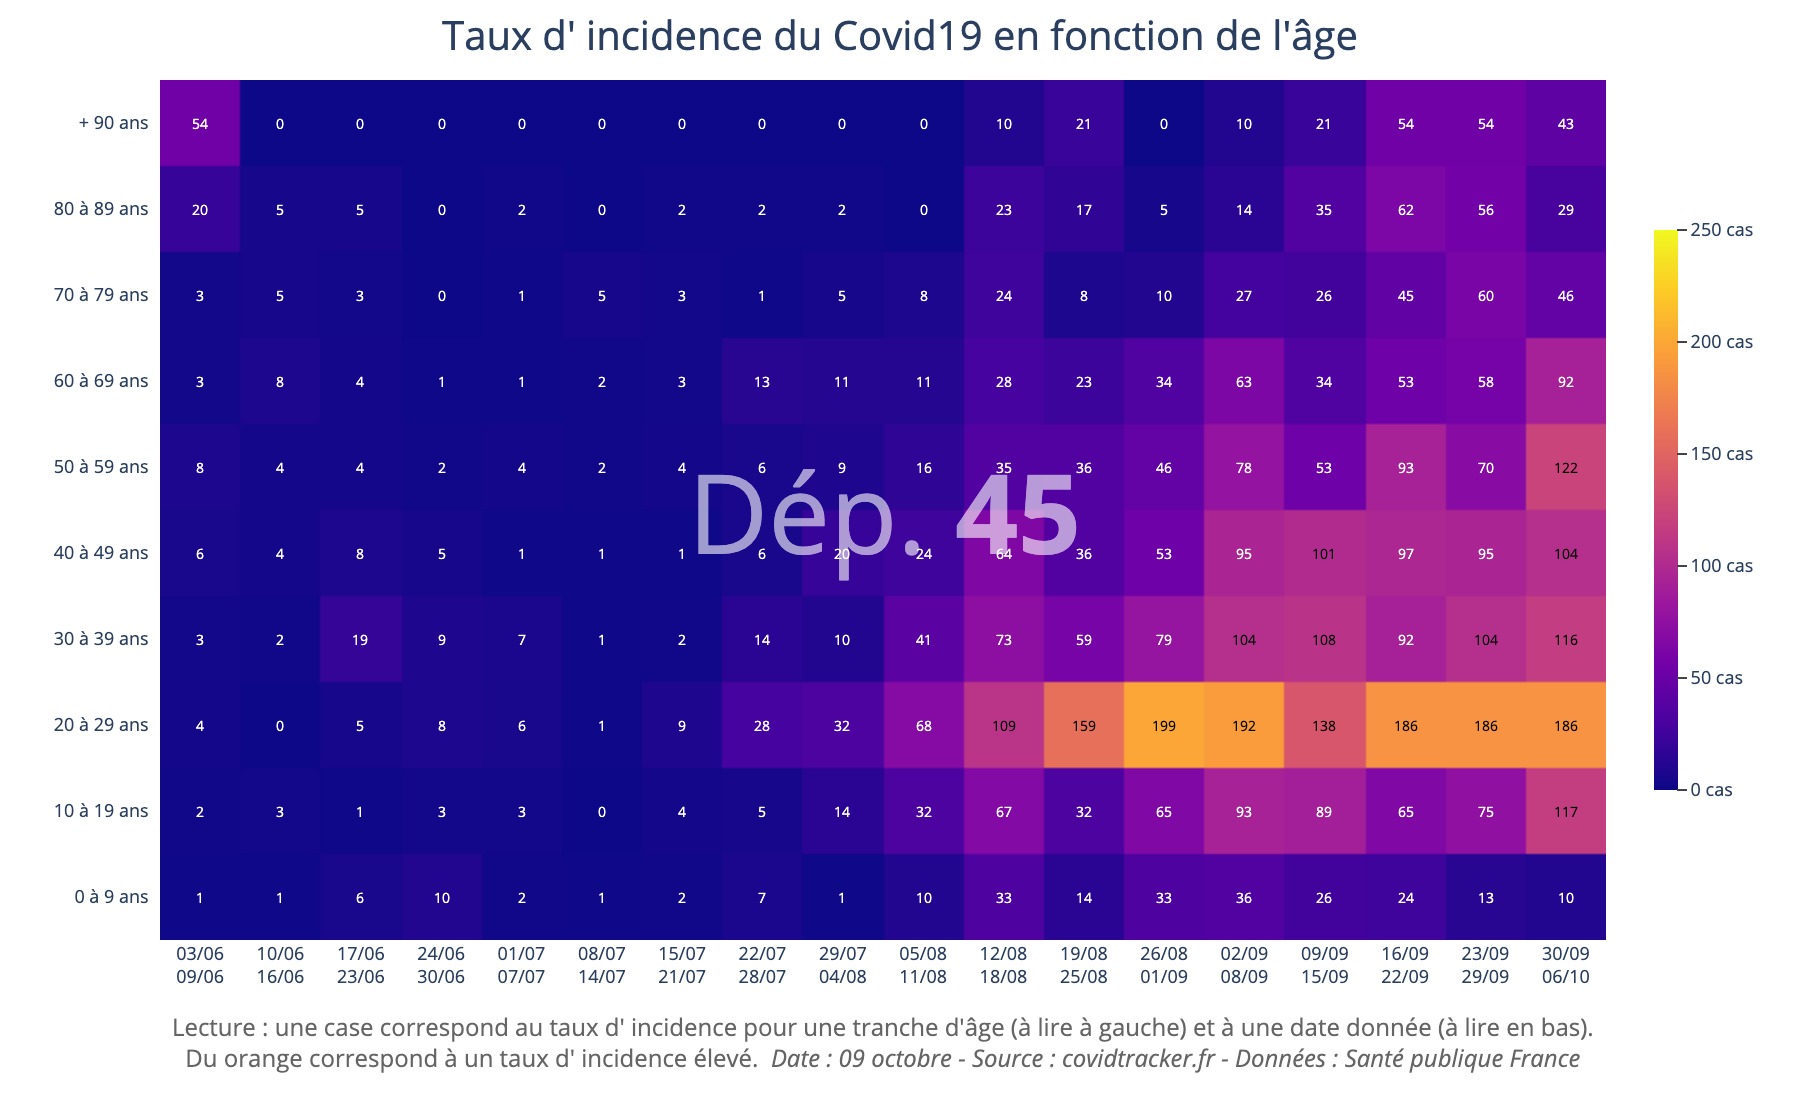 Taux d' incidence du Covid19 en fonction de l'âge
+ 90 ans 54 0 0 0 0 0 0 0 0 0 10 21 0 10 21 54 54 43
80 à 89 ans 20 5 5 0 2 0 2 2 2 0 23 17 5 14 35 62 56 29
250 cas
70 à 79 ans 3 5 3 0 1 5 3 1 5 8 24 8 10 27 26 45 60 46
200 cas
60 à 69 ans 3 8 4 1 1 2 3 13 11 11 28 23 34 63 34 53 58 92
150 cas
50 à 59 ans 8 4 4 2 4 2 4 6 9 16 35 36 46 78 53 93 70 122
Dép. 45
40 à 49 ans 6 4 8 5 1 1 1 6 20 24 64 36 53 95 101 97 95 104
100 cas
30 à 39 ans 3 2 19 9 7 1 2 14 10 41 73 59 79 104 108 92 104 116
50 cas
20 à 29 ans 4 0 5 8 6 1 9 28 32 68 109 159 199 192 138 186 186 186
0 cas
10 à 19 ans 2 3 1 3 3 0 4 5 14 32 67 32 65 93 89 65 75 117
0 à 9 ans 1 1 6 10 2 1 2 7 1 10 33 14 33 36 26 24 13 10
03/06 10/06 17/06 24/06 01/07 08/07 15/07 22/07 29/07 05/08 12/08 19/08 26/08 02/09 09/09 16/09 23/09 30/09
09/06 16/06 23/06 30/06 07/07 14/07 21/07 28/07 04/08 11/08 18/08 25/08 01/09 08/09 15/09 22/09 29/09 06/10
Lecture : une case correspond au taux d' incidence pour une tranche d'âge (à lire à gauche) et à une date donnée (à lire en bas).
Du orange correspond à un taux d' incidence élevé. Date : 09 octobre - Source : covidtracker.fr - Données : Santé publique France